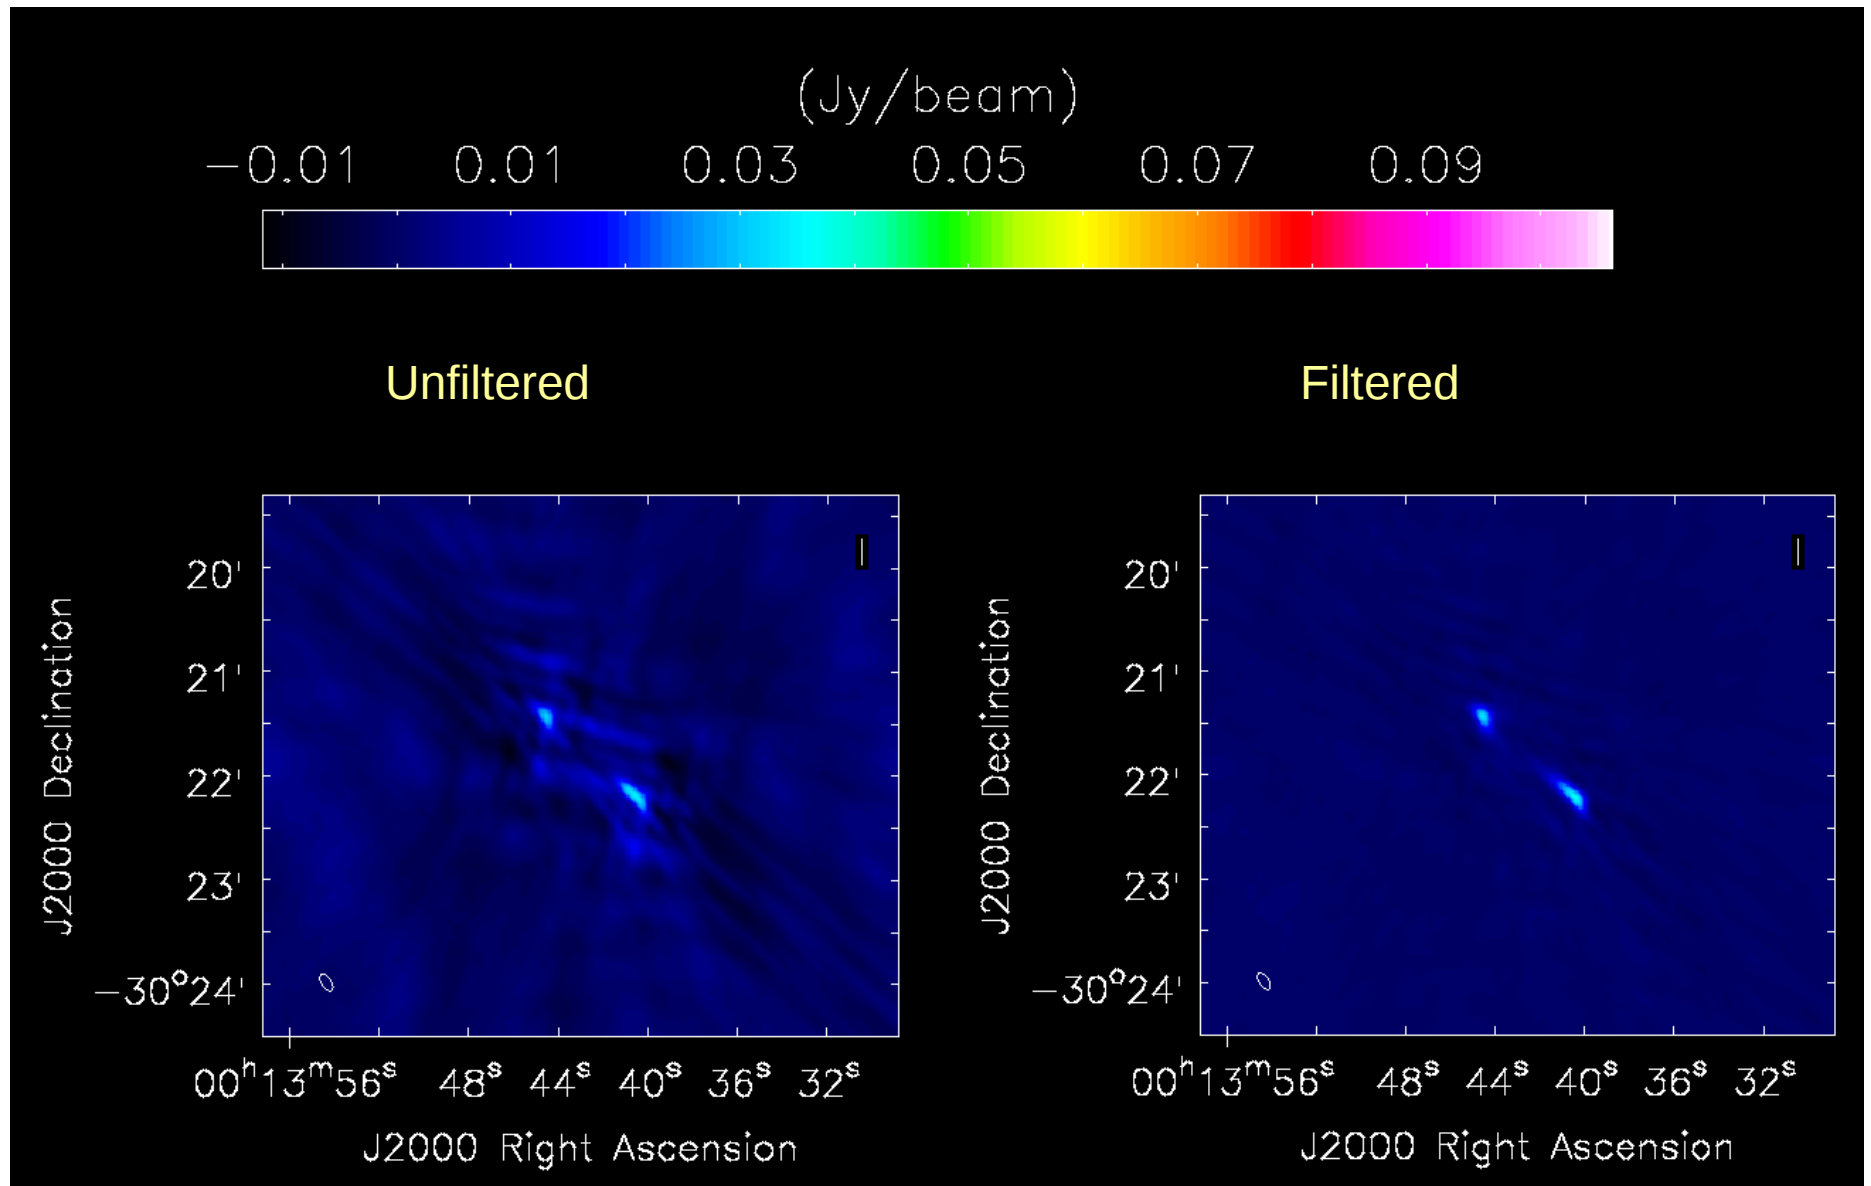 (Jy/beam)
−0.01 0.01 0.03 0.05 0.07 0.09
Unfiltered
Filtered
J2000 Declination
20'
21'
22'
23'
−30°24'
00ʰ13ᵐ56ˢ 48ˢ 44ˢ 40ˢ 36ˢ 32ˢ
J2000 Right Ascension
J2000 Declination
20'
21'
22'
23'
−30°24'
00ʰ13ᵐ56ˢ 48ˢ 44ˢ 40ˢ 36ˢ 32ˢ
J2000 Right Ascension